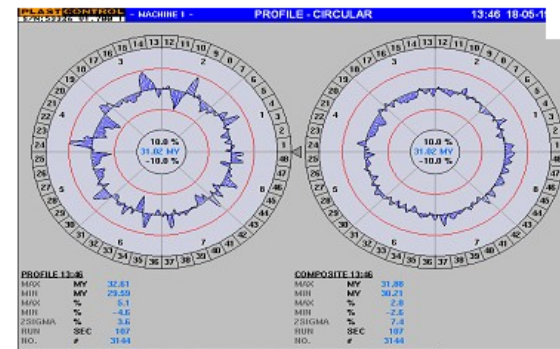 PLASTCONTROL
- MACHINE 1 -
PROFILE - CIRCULAR
13:46 18-05-1
10.0 %
31.02 MY
-10.0 %
10.0 %
31.02 MY
-10.0 %
PROFILE 13:46
MAX MY 32.61
MIN MY 29.59
MAX % 5.1
MIN % -4.6
2SIGMA % 3.6
RUN SEC 107
NO. # 3144
COMPOSITE 13:46
MAX MY 31.88
MIN MY 30.21
MAX % 2.8
MIN % -2.6
2SIGMA % 7.4
RUN SEC 107
NO. # 3144